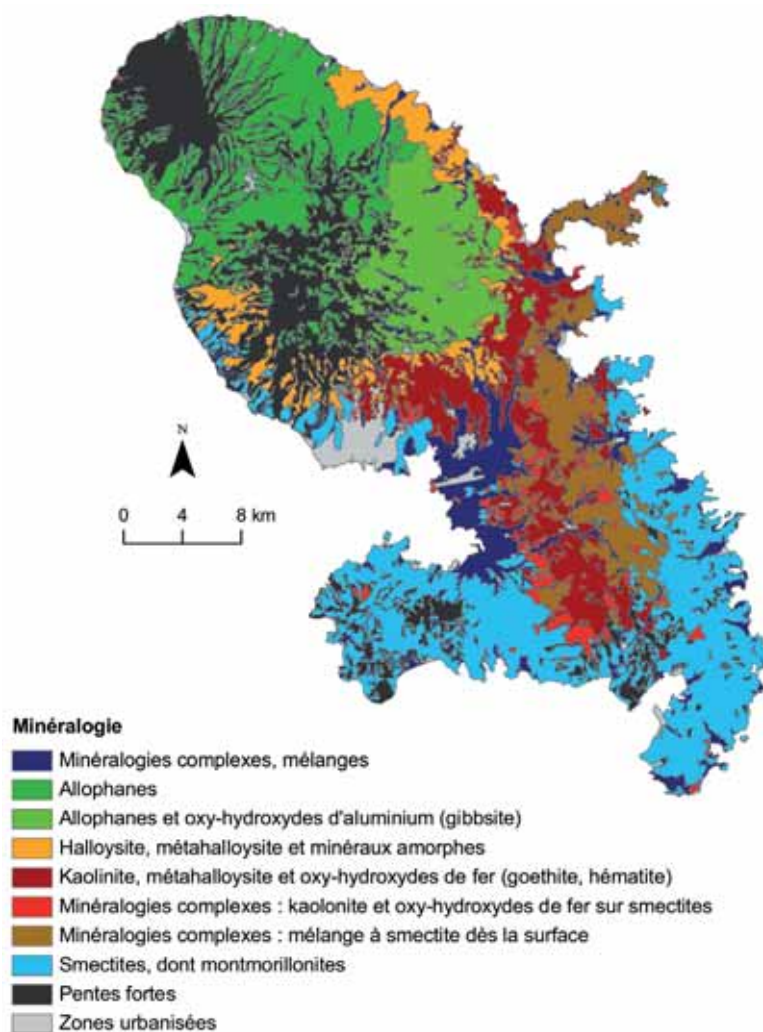 N
0 4 8 km
Minéralogie
Minéralogies complexes, mélanges
Allophanes
Allophanes et oxy-hydroxydes d'aluminium (gibbsite)
Halloysite, métahalloysite et minéraux amorphes
Kaolinite, métahalloysite et oxy-hydroxydes de fer (goethite, hématite)
Minéralogies complexes : kaolonite et oxy-hydroxydes de fer sur smectites
Minéralogies complexes : mélange à smectite dès la surface
Smectites, dont montmorillonites
Pentes fortes
Zones urbanisées